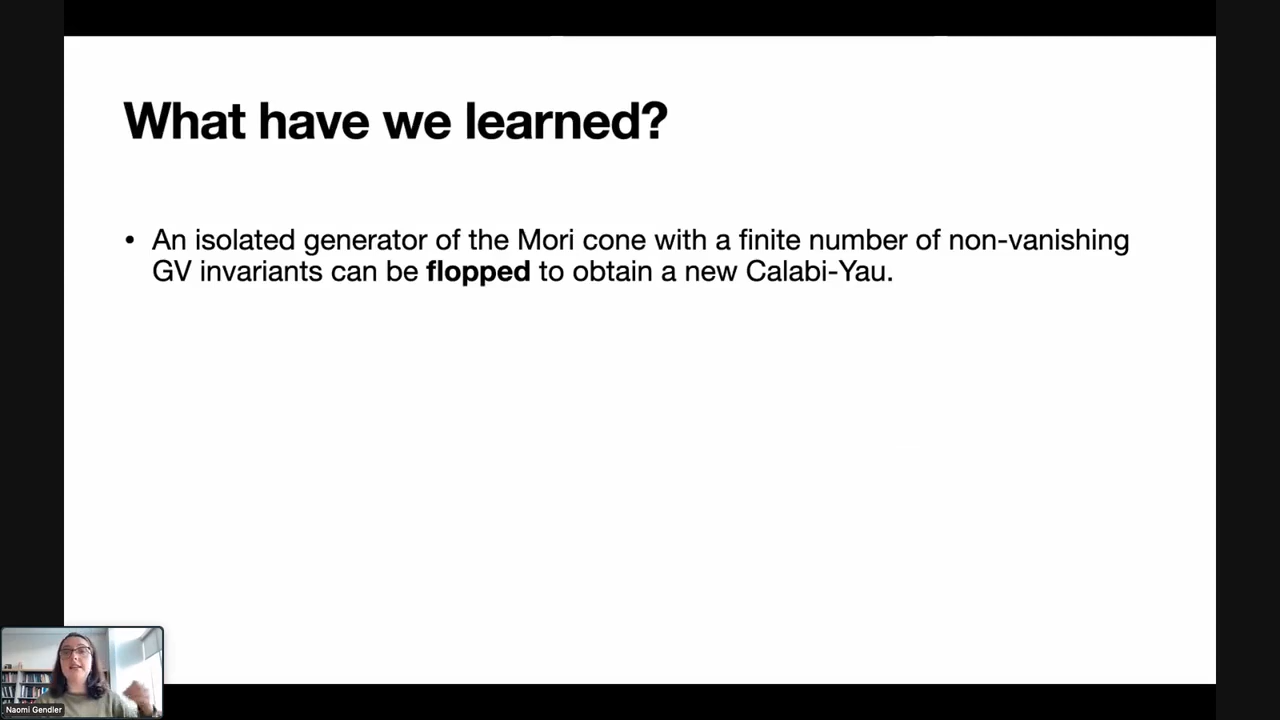 What have we learned?
• An isolated generator of the Mori cone with a finite number of non-vanishing
GV invariants can be flopped to obtain a new Calabi-Yau.
Naomi Gendler